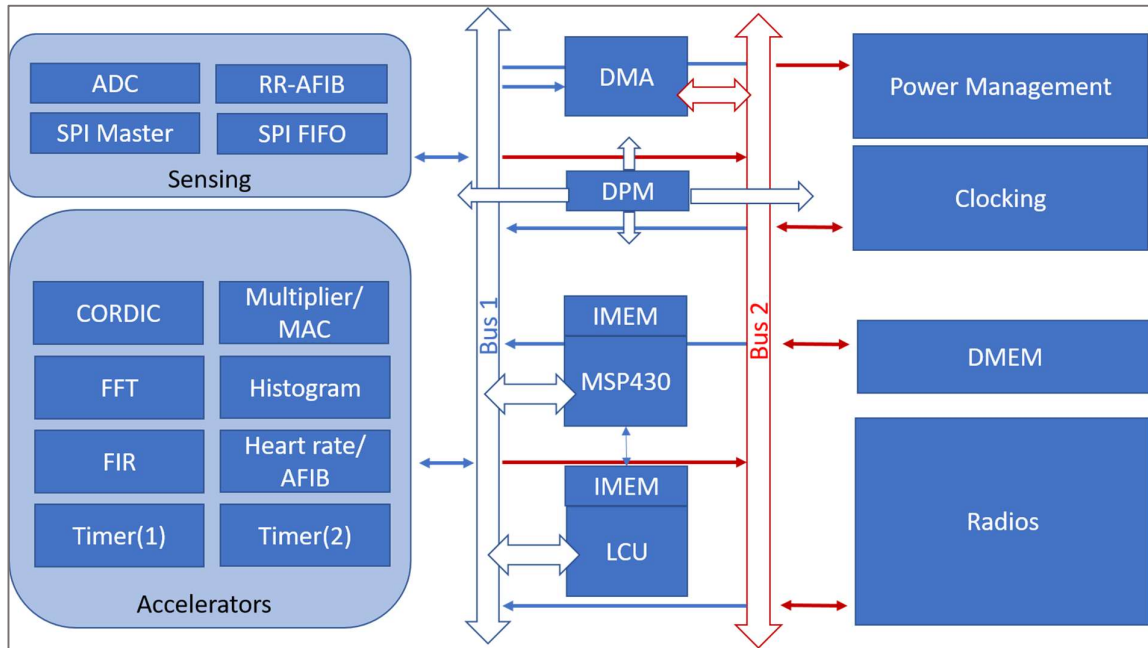 ADC
RR-AFIB
SPI Master
SPI FIFO
Sensing
CORDIC
Multiplier/
MAC
FFT
Histogram
FIR
Heart rate/
AFIB
Timer(1)
Timer(2)
Accelerators
Bus 1
DMA
DPM
IMEM
MSP430
IMEM
LCU
Bus 2
Power Management
Clocking
DMEM
Radios